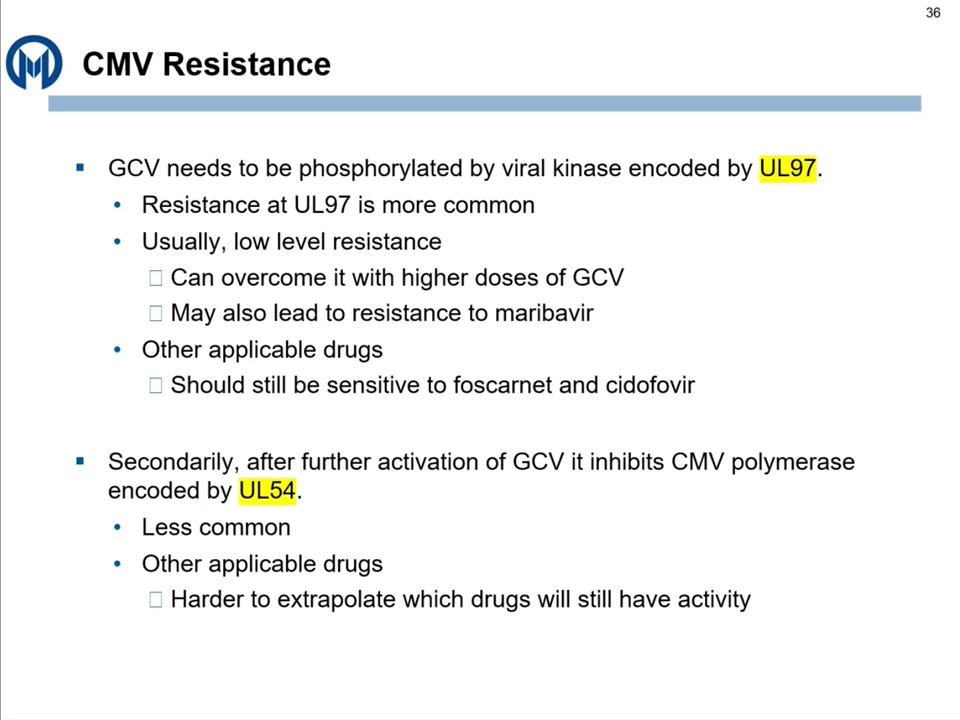 36
CMV Resistance
GCV needs to be phosphorylated by viral kinase encoded by UL97.
Resistance at UL97 is more common
Usually, low level resistance
Can overcome it with higher doses of GCV
May also lead to resistance to maribavir
Other applicable drugs
Should still be sensitive to foscarnet and cidofovir
Secondarily, after further activation of GCV it inhibits CMV polymerase
encoded by UL54.
Less common
Other applicable drugs
Harder to extrapolate which drugs will still have activity